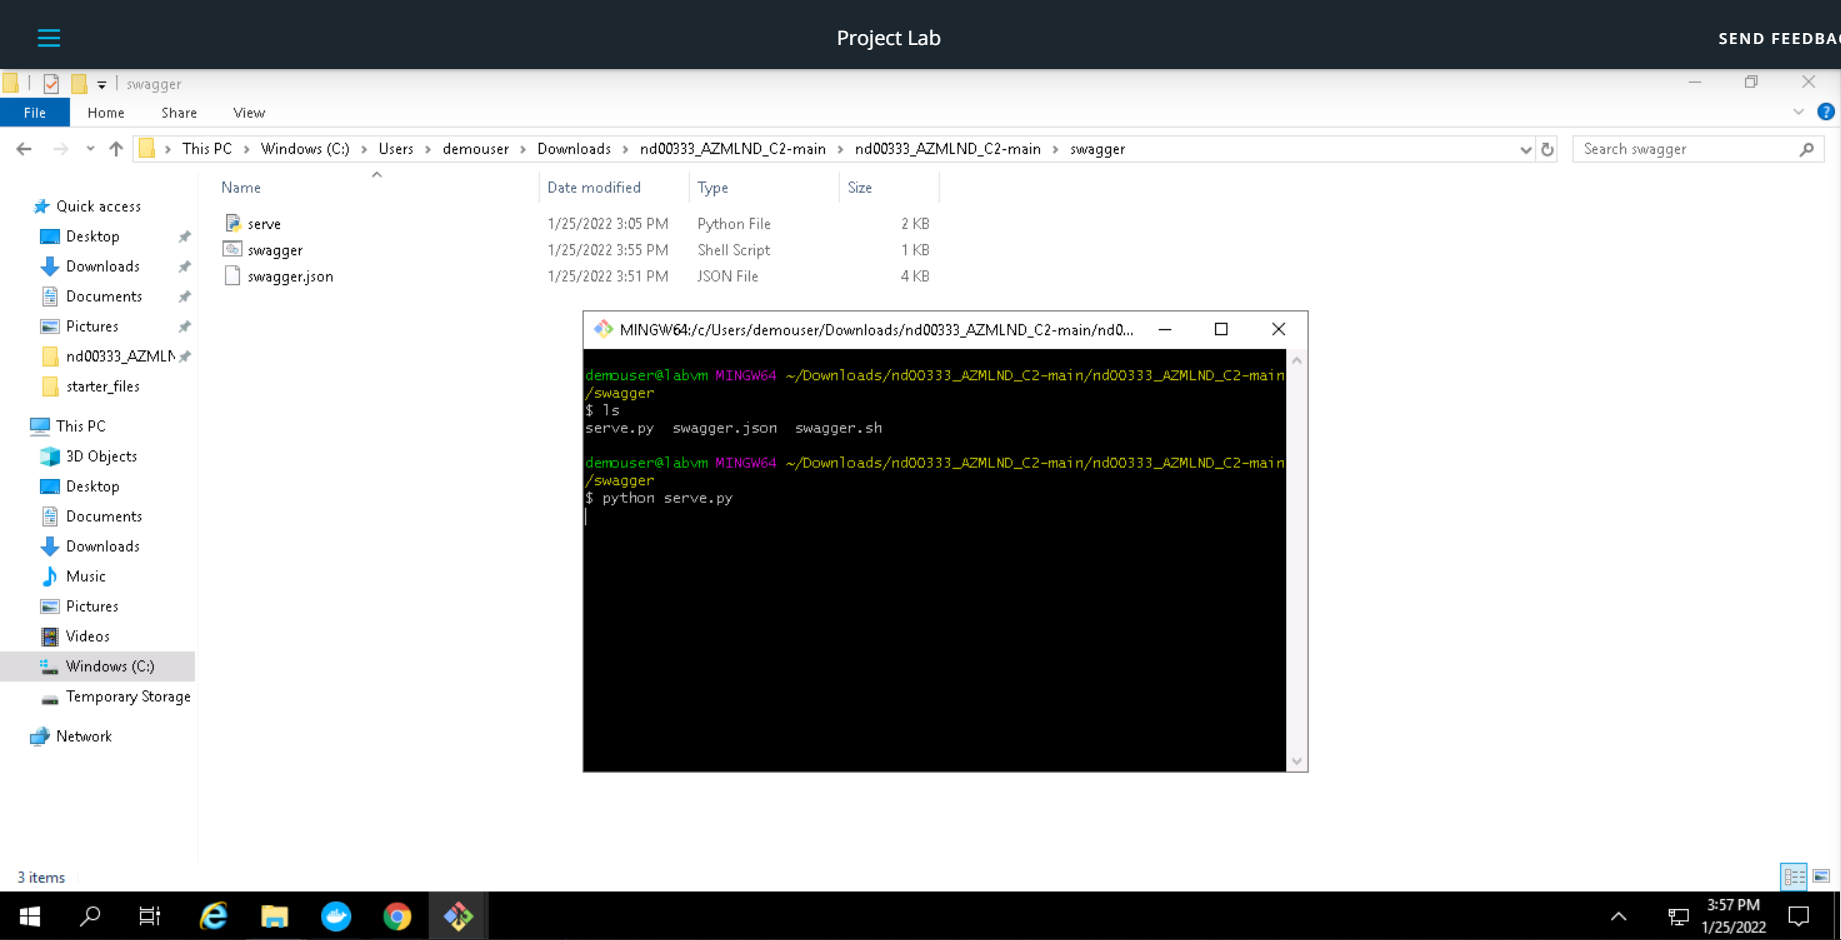 Project Lab
SEND FEEDBA
swagger
File Home Share View
This PC Windows (C:) Users demouser Downloads nd00333_AZMLND_C2-main nd00333_AZMLND_C2-main swagger
Search swagger
Name Date modified Type Size
serve 1/25/2022 3:05 PM Python File 2 KB
swagger 1/25/2022 3:55 PM Shell Script 1 KB
swagger.json 1/25/2022 3:51 PM JSON File 4 KB
Quick access
Desktop
Downloads
Documents
Pictures
nd00333_AZMLN
starter_files
This PC
3D Objects
Desktop
Documents
Downloads
Music
Pictures
Videos
Windows (C:)
Temporary Storage
Network
MINGW64:/c/Users/demouser/Downloads/nd00333_AZMLND_C2-main/nd0...
demouser@labvm MINGW64 ~/Downloads/nd00333_AZMLND_C2-main/nd00333_AZMLND_C2-main
/swagger
$ ls
serve.py swagger.json swagger.sh
demouser@labvm MINGW64 ~/Downloads/nd00333_AZMLND_C2-main/nd00333_AZMLND_C2-main
/swagger
$ python serve.py
3 items
3:57 PM
1/25/2022